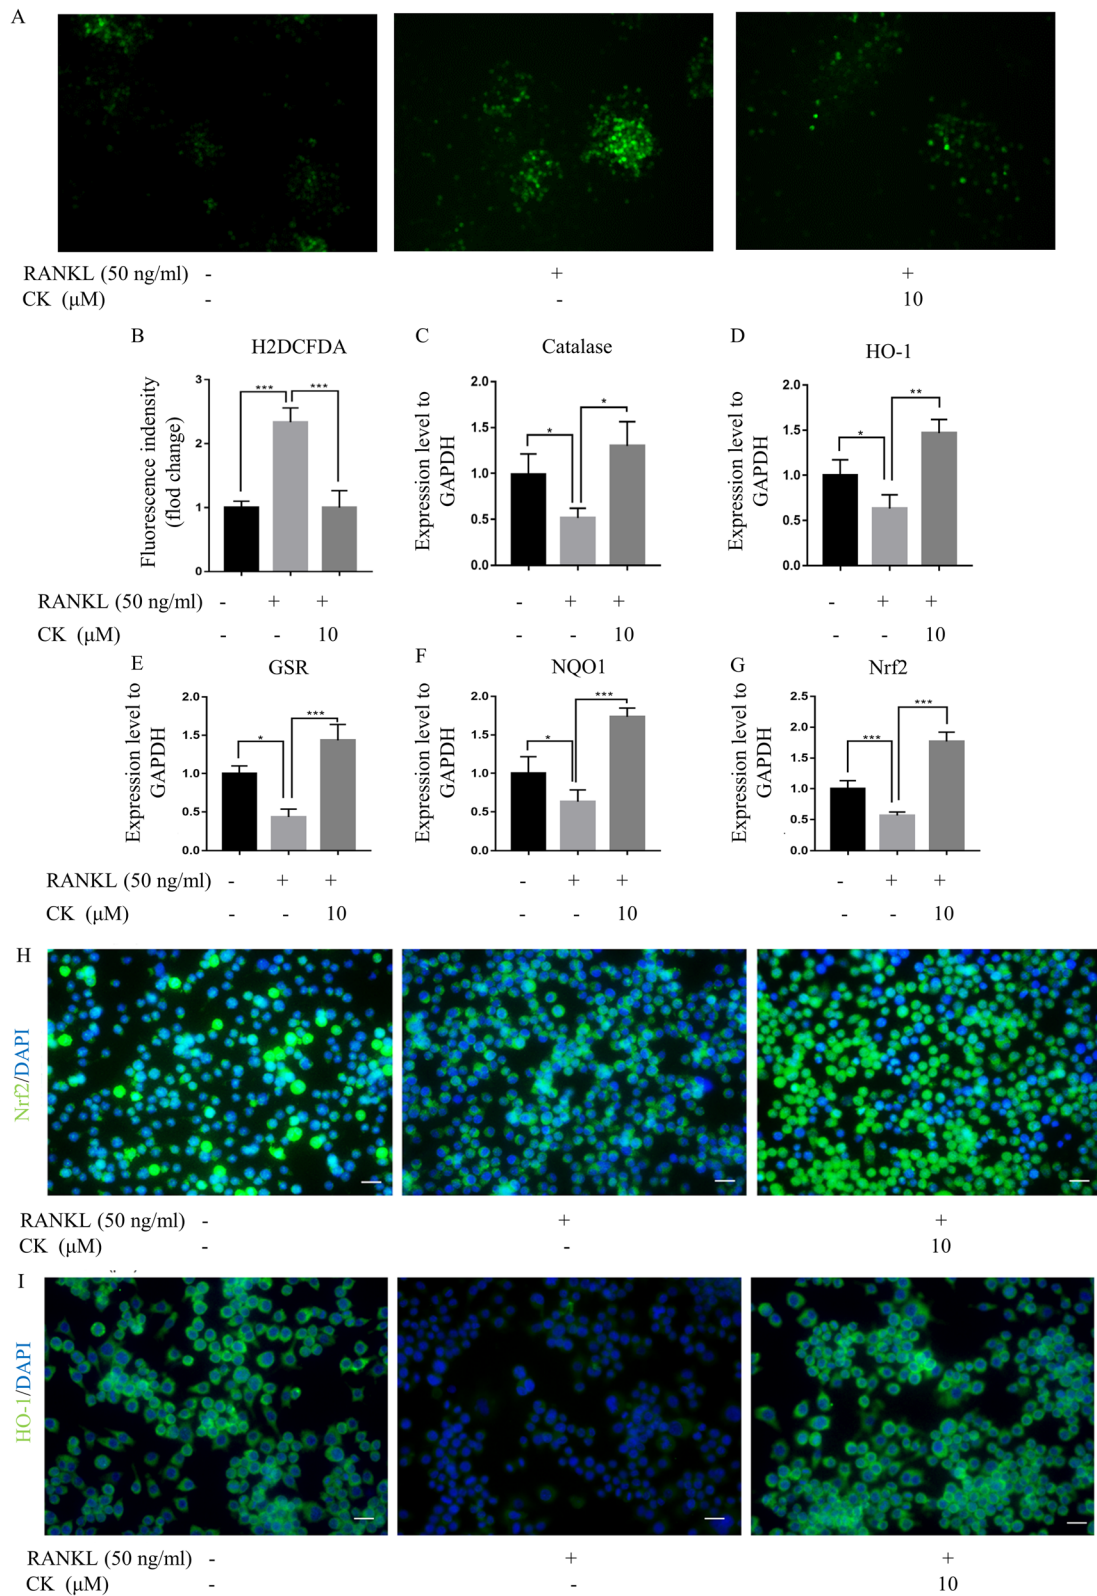 A
RANKL (50 ng/ml) - + +
CK (μM) - - 10
B
H2DCFDA
Fluorescence indensity
(flod change)
3
2
1
0
*** ***
C
Catalase
Expression level to
GAPDH
2.0
1.5
1.0
0.5
0.0
* *
D
HO-1
Expression level to
GAPDH
2.0
1.5
1.0
0.5
0.0
* **
RANKL (50 ng/ml) - + + - + + - + +
CK (μM) - - 10 - - 10 - - 10
E
GSR
Expression level to
GAPDH
2.0
1.5
1.0
0.5
0.0
* ***
F
NQO1
Expression level to
GAPDH
2.0
1.5
1.0
0.5
0.0
* ***
G
Nrf2
Expression level to
GAPDH
2.5
2.0
1.5
1.0
0.5
0.0
*** ***
RANKL (50 ng/ml) - + + - + + - + +
CK (μM) - - 10 - - 10 - - 10
H
Nrf2/DAPI
RANKL (50 ng/ml) - + +
CK (μM) - - 10
I
HO-1/DAPI
RANKL (50 ng/ml) - + +
CK (μM) - - 10